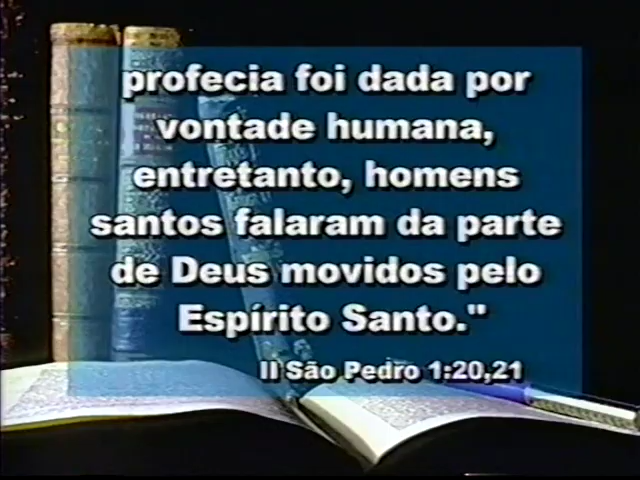 profecia foi dada por
vontade humana,
entretanto, homens
santos falaram da parte
de Deus movidos pelo
Espírito Santo."
II São Pedro 1:20,21